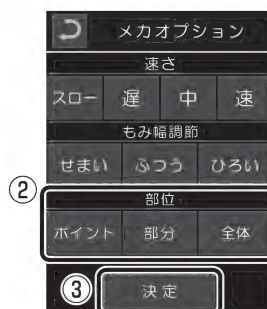 メカオプション
速さ
スロー 遅 中 速
もみ幅調節
せまい ふつう ひろい
②
部位
ポイント 部分 全体
③ 決定